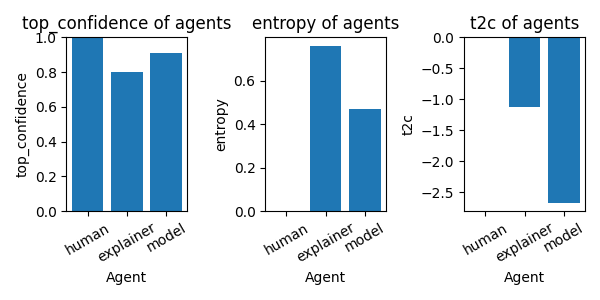 top_confidence of agents
top_confidence
1.0
0.8
0.6
0.4
0.2
0.0
human
explainer
model
Agent
entropy of agents
entropy
0.6
0.4
0.2
0.0
human
explainer
model
Agent
t2c of agents
t2c
0.0
−0.5
−1.0
−1.5
−2.0
−2.5
human
explainer
model
Agent